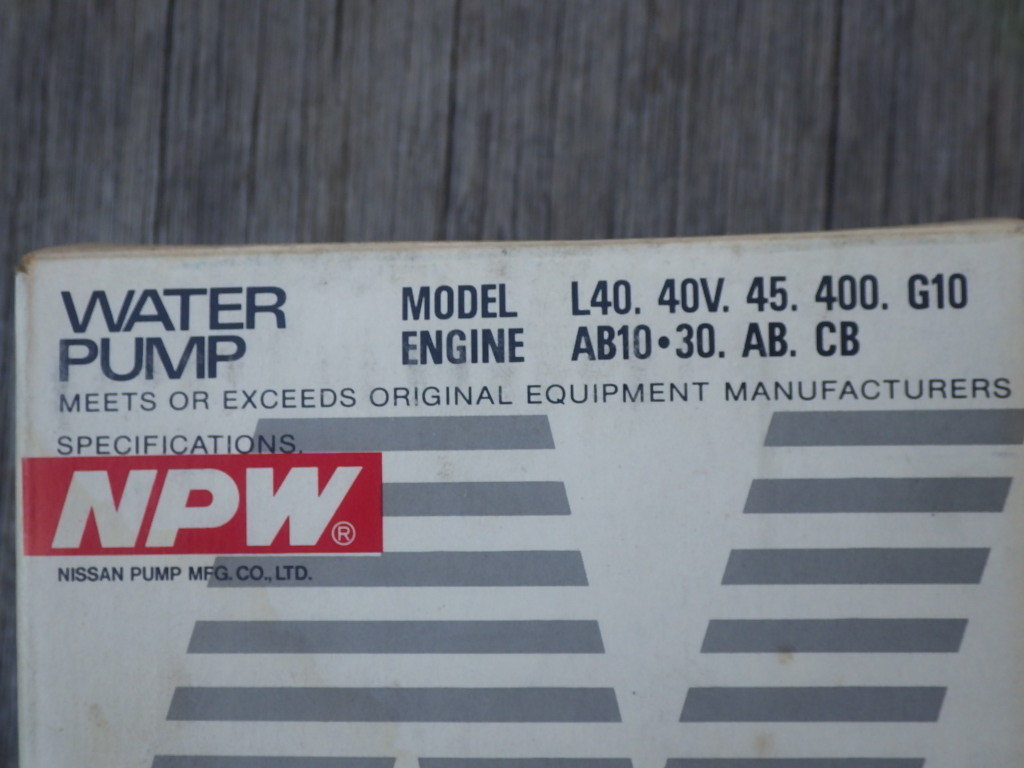 WATER PUMP
MODEL L40. 40V. 45. 400. G10
ENGINE AB10•30. AB. CB
MEETS OR EXCEEDS ORIGINAL EQUIPMENT MANUFACTURERS
SPECIFICATIONS.
NPW®
NISSAN PUMP MFG. CO., LTD.